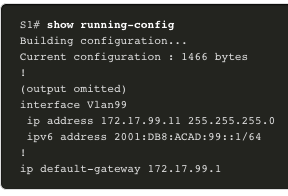 S1# show running-config
Building configuration...
Current configuration : 1466 bytes
!
(output omitted)
interface Vlan99
ip address 172.17.99.11 255.255.255.0
ipv6 address 2001:DB8:ACAD:99::1/64
!
ip default-gateway 172.17.99.1